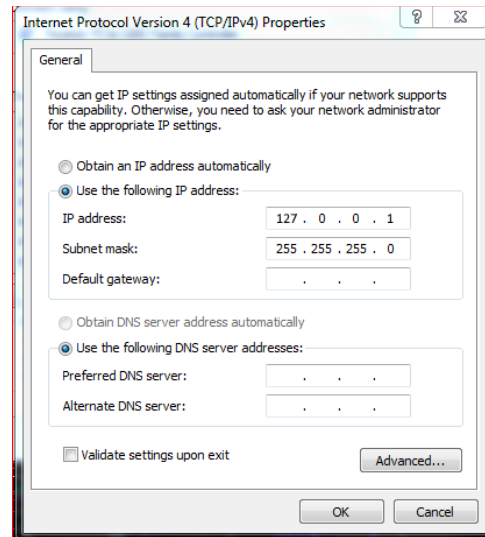 Internet Protocol Version 4 (TCP/IPv4) Properties
General
You can get IP settings assigned automatically if your network supports
this capability. Otherwise, you need to ask your network administrator
for the appropriate IP settings.
Obtain an IP address automatically
Use the following IP address:
IP address: 127 . 0 . 0 . 1
Subnet mask: 255 . 255 . 255 . 0
Default gateway: . . .
Obtain DNS server address automatically
Use the following DNS server addresses:
Preferred DNS server: . . .
Alternate DNS server: . . .
Validate settings upon exit
Advanced...
OK Cancel